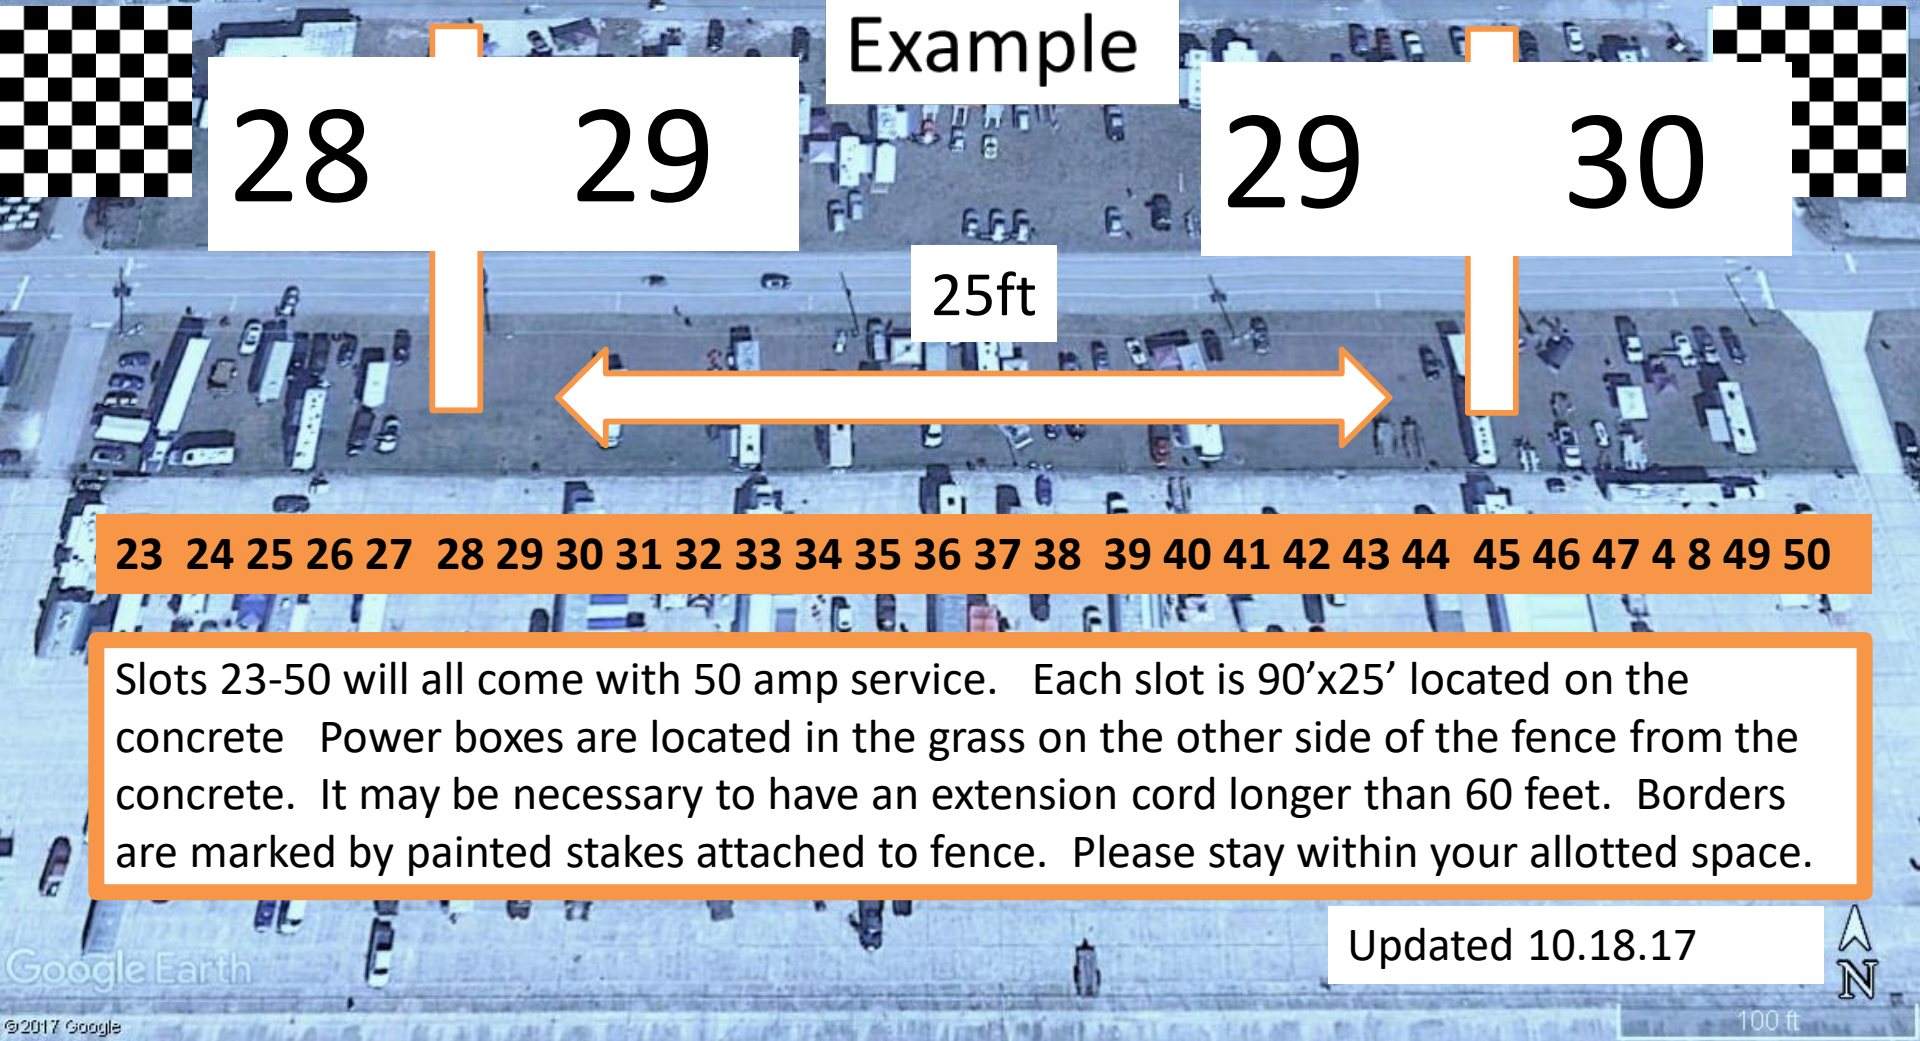 Example
28 29
29 30
25ft
23 24 25 26 27 28 29 30 31 32 33 34 35 36 37 38 39 40 41 42 43 44 45 46 47 4 8 49 50
Slots 23-50 will all come with 50 amp service. Each slot is 90’x25’ located on the
concrete Power boxes are located in the grass on the other side of the fence from the
concrete. It may be necessary to have an extension cord longer than 60 feet. Borders
are marked by painted stakes attached to fence. Please stay within your allotted space.
Updated 10.18.17
N
Google Earth
©2017 Google
100 ft